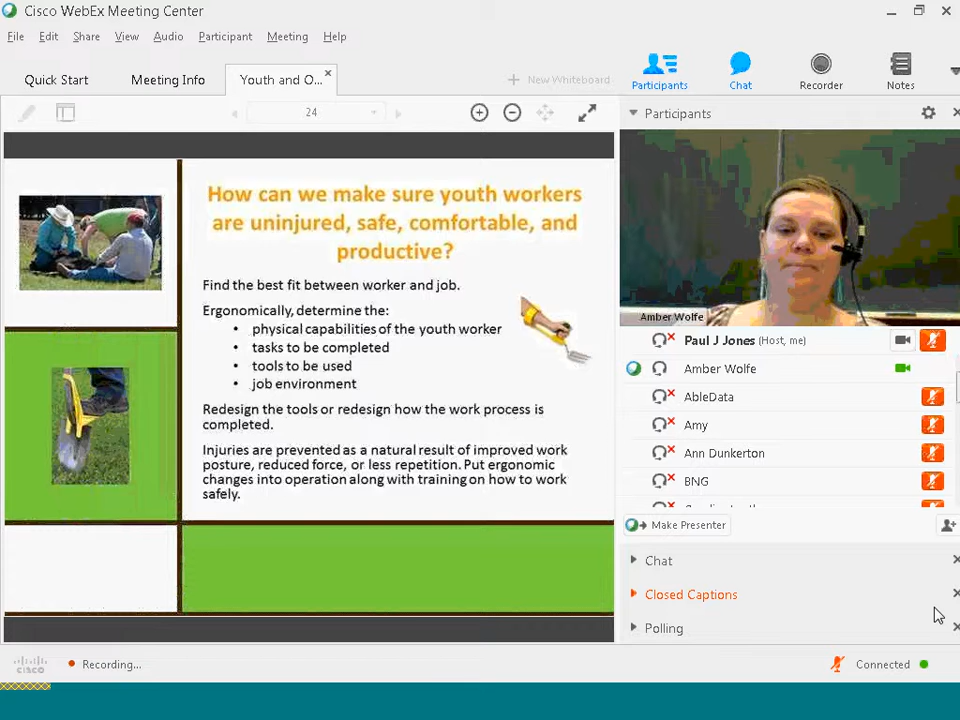 Cisco WebEx Meeting Center
File Edit Share View Audio Participant Meeting Help
Quick Start Meeting Info Youth and O... × + New Whiteboard
Participants Chat Recorder Notes
24
Participants
How can we make sure youth workers
are uninjured, safe, comfortable, and
productive?
Find the best fit between worker and job.
Ergonomically, determine the:
• physical capabilities of the youth worker
• tasks to be completed
• tools to be used
• job environment
Redesign the tools or redesign how the work process is
completed.
Injuries are prevented as a natural result of improved work
posture, reduced force, or less repetition. Put ergonomic
changes into operation along with training on how to work
safely.
Amber Wolfe
Paul J Jones (Host, me)
Amber Wolfe
AbleData
Amy
Ann Dunkerton
BNG
Make Presenter
Chat
Closed Captions
Polling
cisco
Recording...
Connected